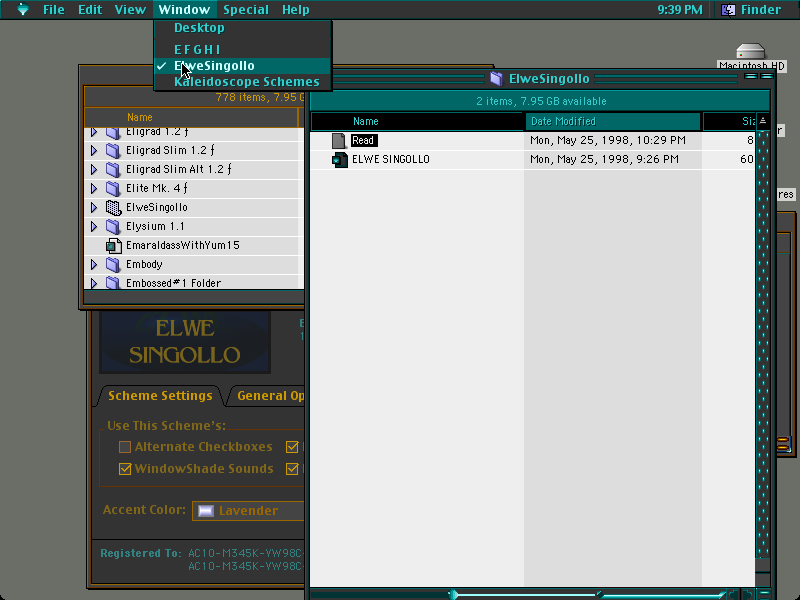 File Edit View Window Special Help 9:39 PM Finder
Desktop
E F G H I
✓ ElweSingollo
Kaleidoscope Schemes
Macintosh HD
778 items, 7.95 G
Name
Eligrad 1.2 ƒ
Eligrad Slim 1.2 ƒ
Eligrad Slim Alt 1.2 ƒ
Elite Mk. 4 ƒ
ElweSingollo
Elysium 1.1
EmaraldassWithYum15
Embody
Embossed#1 Folder
ElweSingollo
2 items, 7.95 GB available
Name Date Modified Siz
Read Mon, May 25, 1998, 10:29 PM 8
ELWE SINGOLLO Mon, May 25, 1998, 9:26 PM 60
r
res
ELWE
SINGOLLO
Scheme Settings General Op
Use This Scheme's:
Alternate Checkboxes
WindowShade Sounds
Accent Color: Lavender
Registered To: AC10-M345K-YW98C-
AC10-M345K-YW98C-